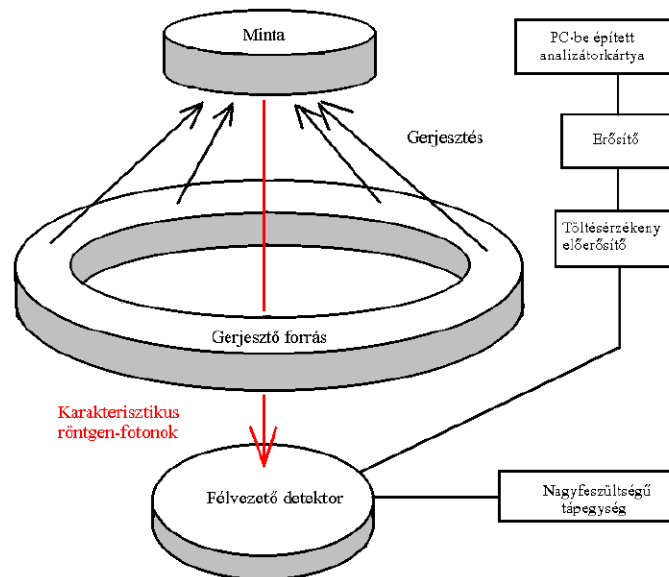 Minta
PC-be épített
analizátorkártya
Gerjesztés
Erősítő
Töltésérzékeny
előerősítő
Gerjesztő forrás
Karakterisztikus
röntgen-fotonok
Félvezető detektor
Nagyfeszültségű
tápegység